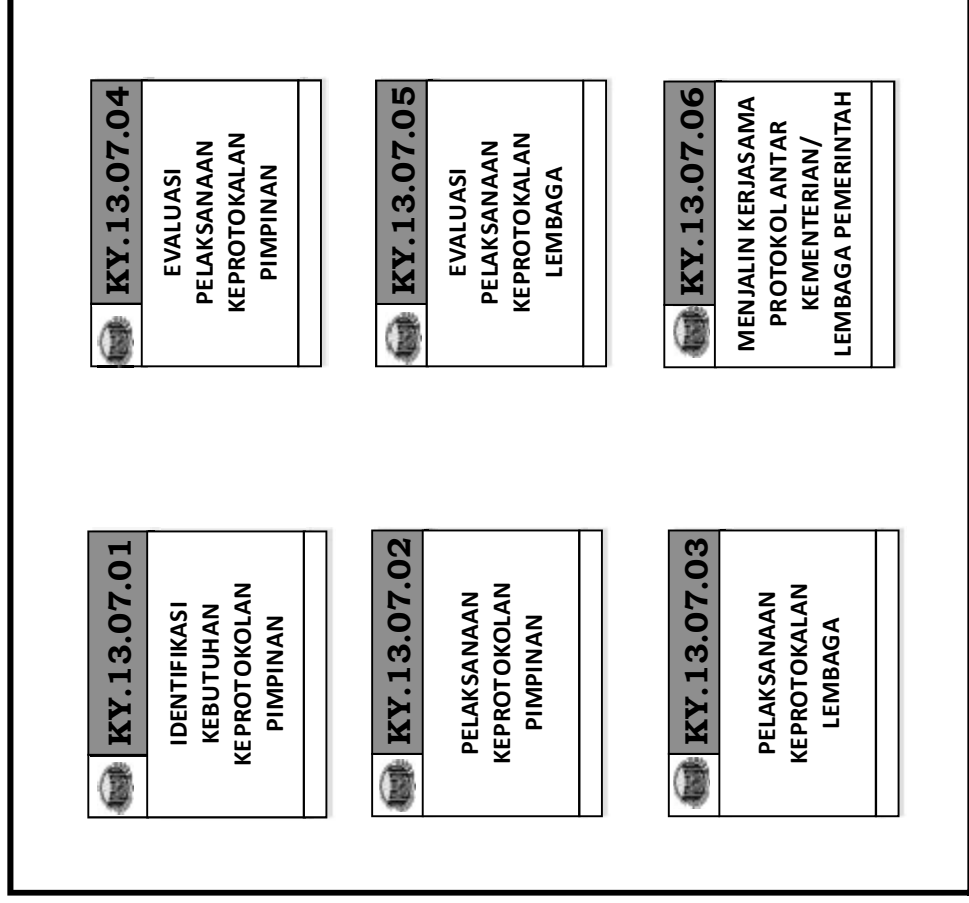 KY.13.07.01
IDENTIFIKASI
KEBUTUHAN
KEPROTOKOLAN
PIMPINAN
KY.13.07.02
PELAKSANAAN
KEPROTOKOLAN
PIMPINAN
KY.13.07.03
PELAKSANAAN
KEPROTOKALAN
LEMBAGA
KY.13.07.04
EVALUASI
PELAKSANAAN
KEPROTOKALAN
PIMPINAN
KY.13.07.05
EVALUASI
PELAKSANAAN
KEPROTOKALAN
LEMBAGA
KY.13.07.06
MENJALIN KERJASAMA
PROTOKOL ANTAR
KEMENTERIAN/
LEMBAGA PEMERINTAH